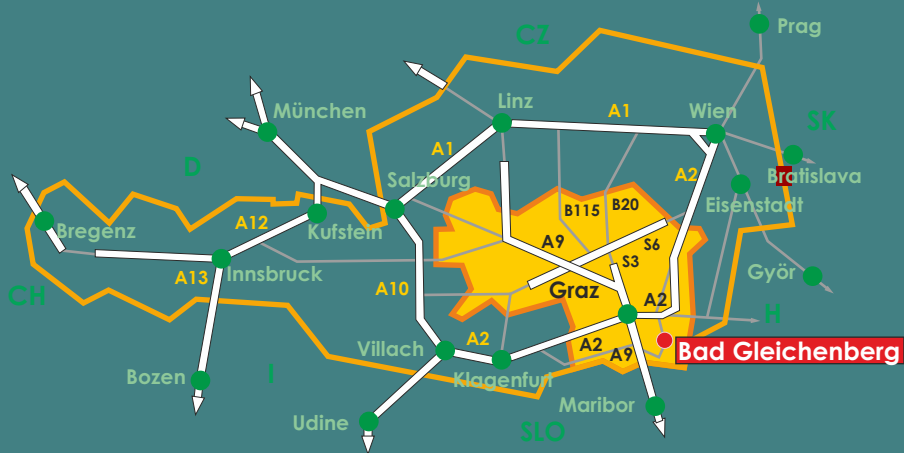 Prag
CZ
München
Linz
A1
Wien
SK
A1
A2
Bratislava
D
Salzburg
Eisenstadt
B115
B20
Bregenz
A12
Kufstein
A9
S6
S3
Györ
Innsbruck
A13
CH
A10
Graz
A2
H
Villach
A2
A2
A9
Bad Gleichenberg
Klagenfurt
Bozen
I
Maribor
Udine
SLO